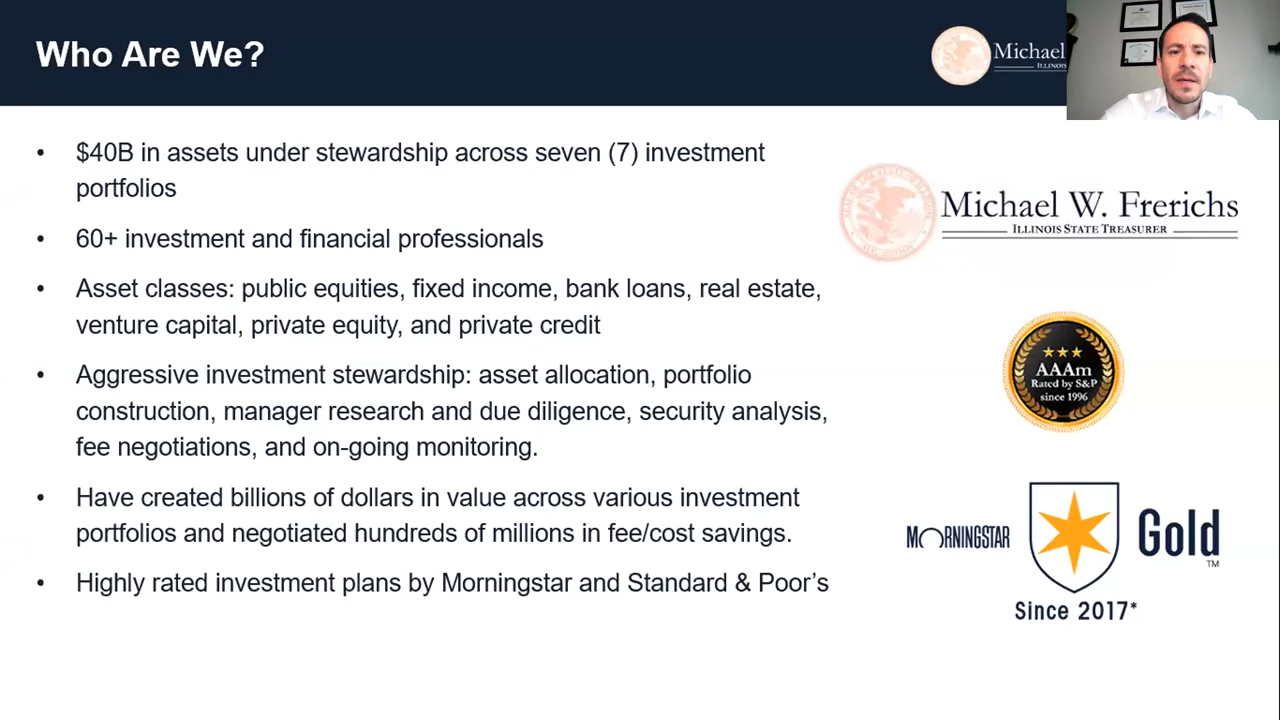 Who Are We?
Michael
ILLINOIS
• $40B in assets under stewardship across seven (7) investment
portfolios
• 60+ investment and financial professionals
• Asset classes: public equities, fixed income, bank loans, real estate,
venture capital, private equity, and private credit
• Aggressive investment stewardship: asset allocation, portfolio
construction, manager research and due diligence, security analysis,
fee negotiations, and on-going monitoring.
• Have created billions of dollars in value across various investment
portfolios and negotiated hundreds of millions in fee/cost savings.
• Highly rated investment plans by Morningstar and Standard & Poor’s
Michael W. Frerichs
ILLINOIS STATE TREASURER
AAAm
Rated by S&P
since 1996
MORNINGSTAR
Gold
TM
Since 2017*